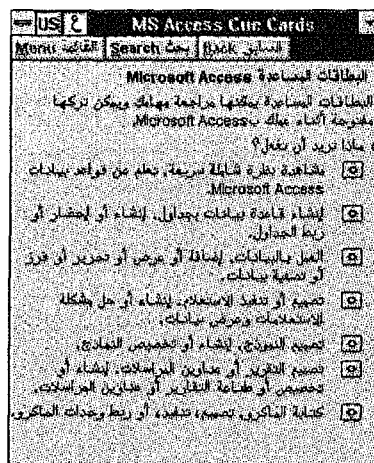 US ع MS Access Cue Cards
Menu القائمة Search بحث Back السابق
البطاقات المساعدة Microsoft Access
البطاقات المساعدة يمكنها مراجعة مهامك ويمكن تركها
مفتوحة أثناء عملك ب Microsoft Access.
ماذا تريد أن تفعل؟
مشاهدة نظرة شاملة سريعة. تعلم عن قواعد بيانات
Microsoft Access.
إنشاء قاعدة بيانات بجداول. إنشاء أو إحضار أو
ربط الجداول.
العمل بالبيانات. إضافة أو عرض أو تحرير أو فرز
أو تصفية بيانات.
تصميم أو تنفيذ الاستعلام. إنشاء أو حل مشكلة
الإستعلامات وعرض بيانات.
تصميم النموذج. إنشاء أو تخصيص النماذج.
تصميم التقرير أو عناوين المراسلات. إنشاء أو
تخصيص أو طباعة التقارير أو عناوين المراسلات.
كتابة الماكرو. تصميم، تنفيذ، أو ربط وحدات الماكرو.